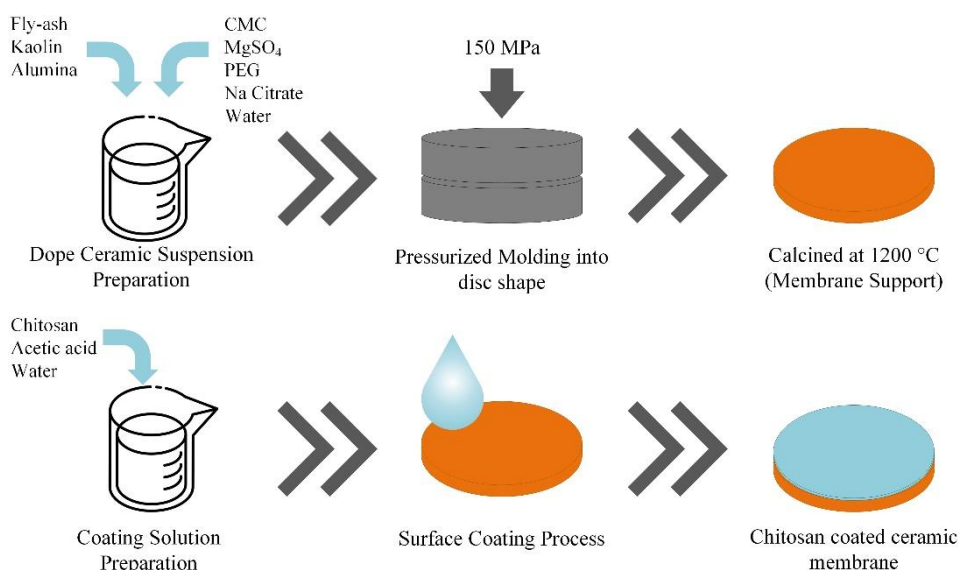 Fly-ash
Kaolin
Alumina
CMC
MgSO₄
PEG
Na Citrate
Water
150 MPa
Dope Ceramic Suspension
Preparation
Pressurized Molding into
disc shape
Calcined at 1200 °C
(Membrane Support)
Chitosan
Acetic acid
Water
Coating Solution
Preparation
Surface Coating Process
Chitosan coated ceramic
membrane